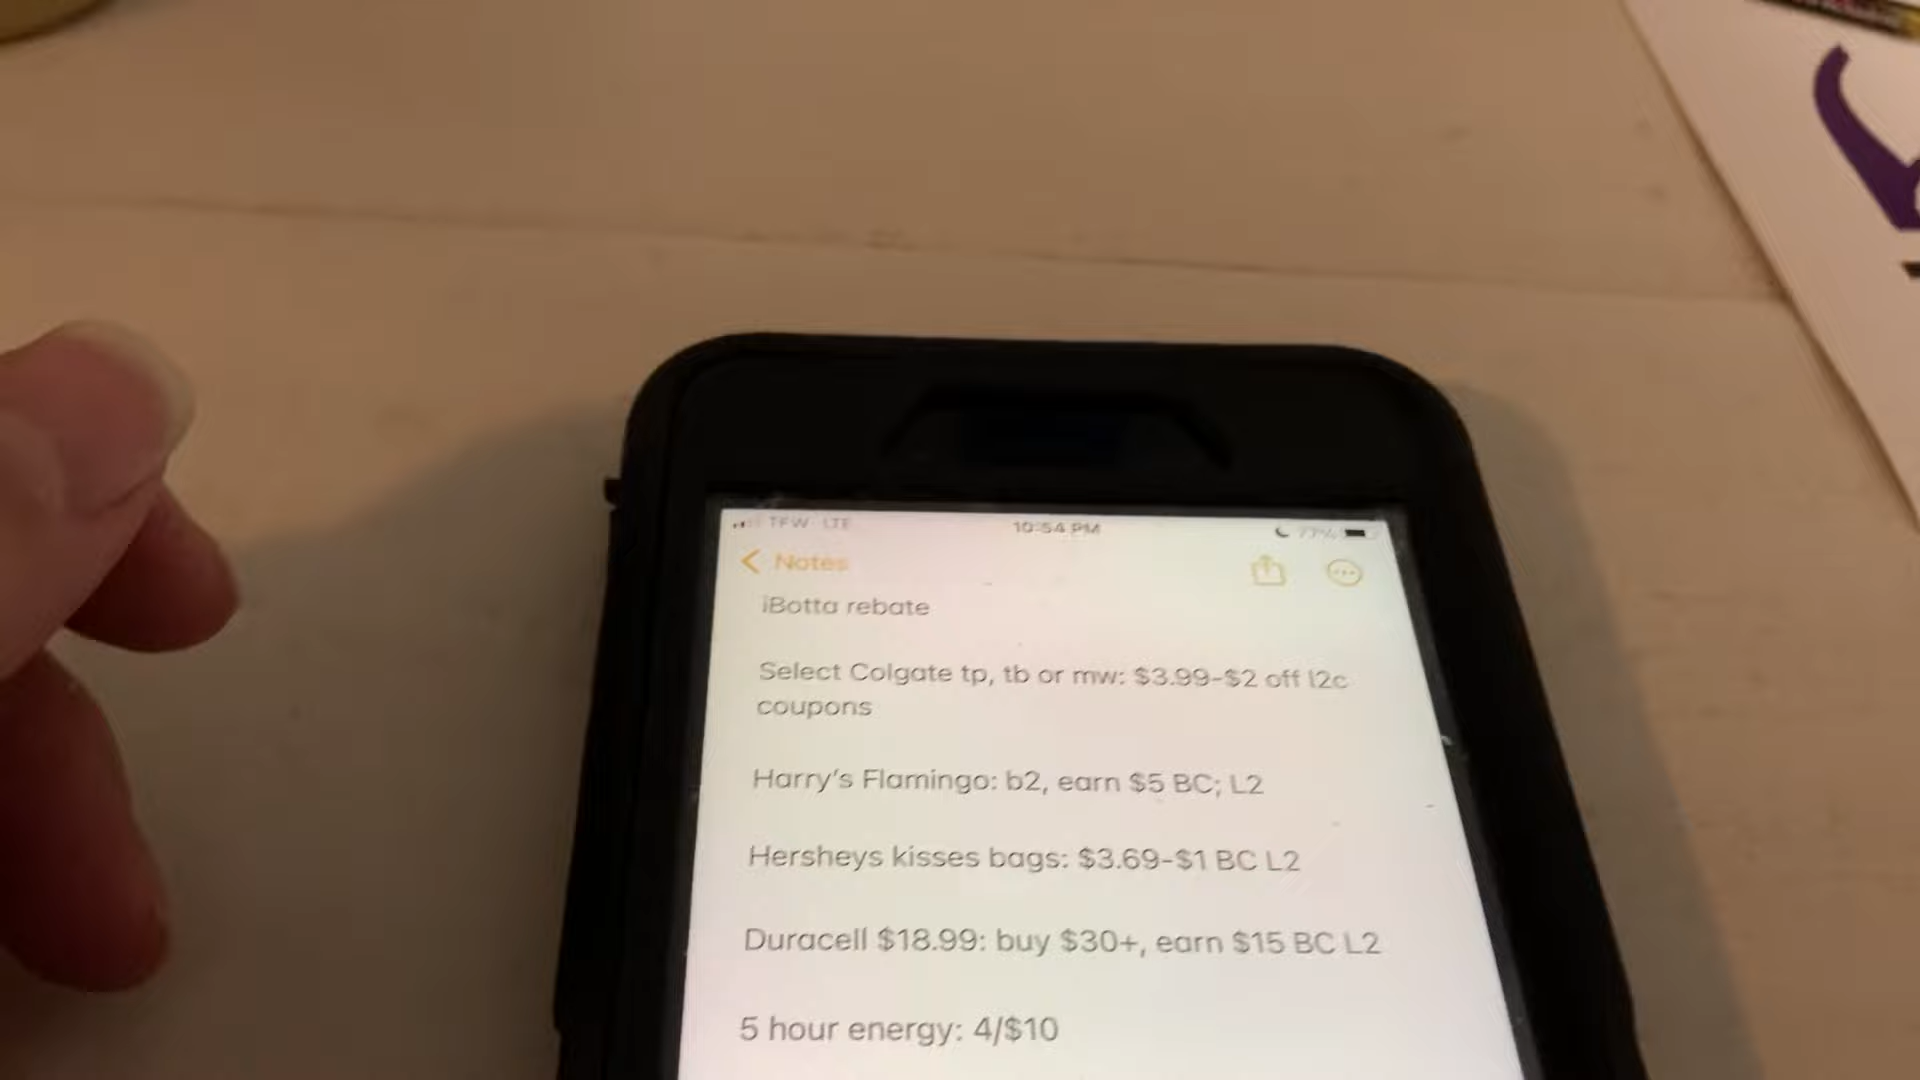 TFW LTE 10:54 PM 77%
Notes
iBotta rebate
Select Colgate tp, tb or mw: $3.99-$2 off l2c
coupons
Harry's Flamingo: b2, earn $5 BC; L2
Hersheys kisses bags: $3.69-$1 BC L2
Duracell $18.99: buy $30+, earn $15 BC L2
5 hour energy: 4/$10